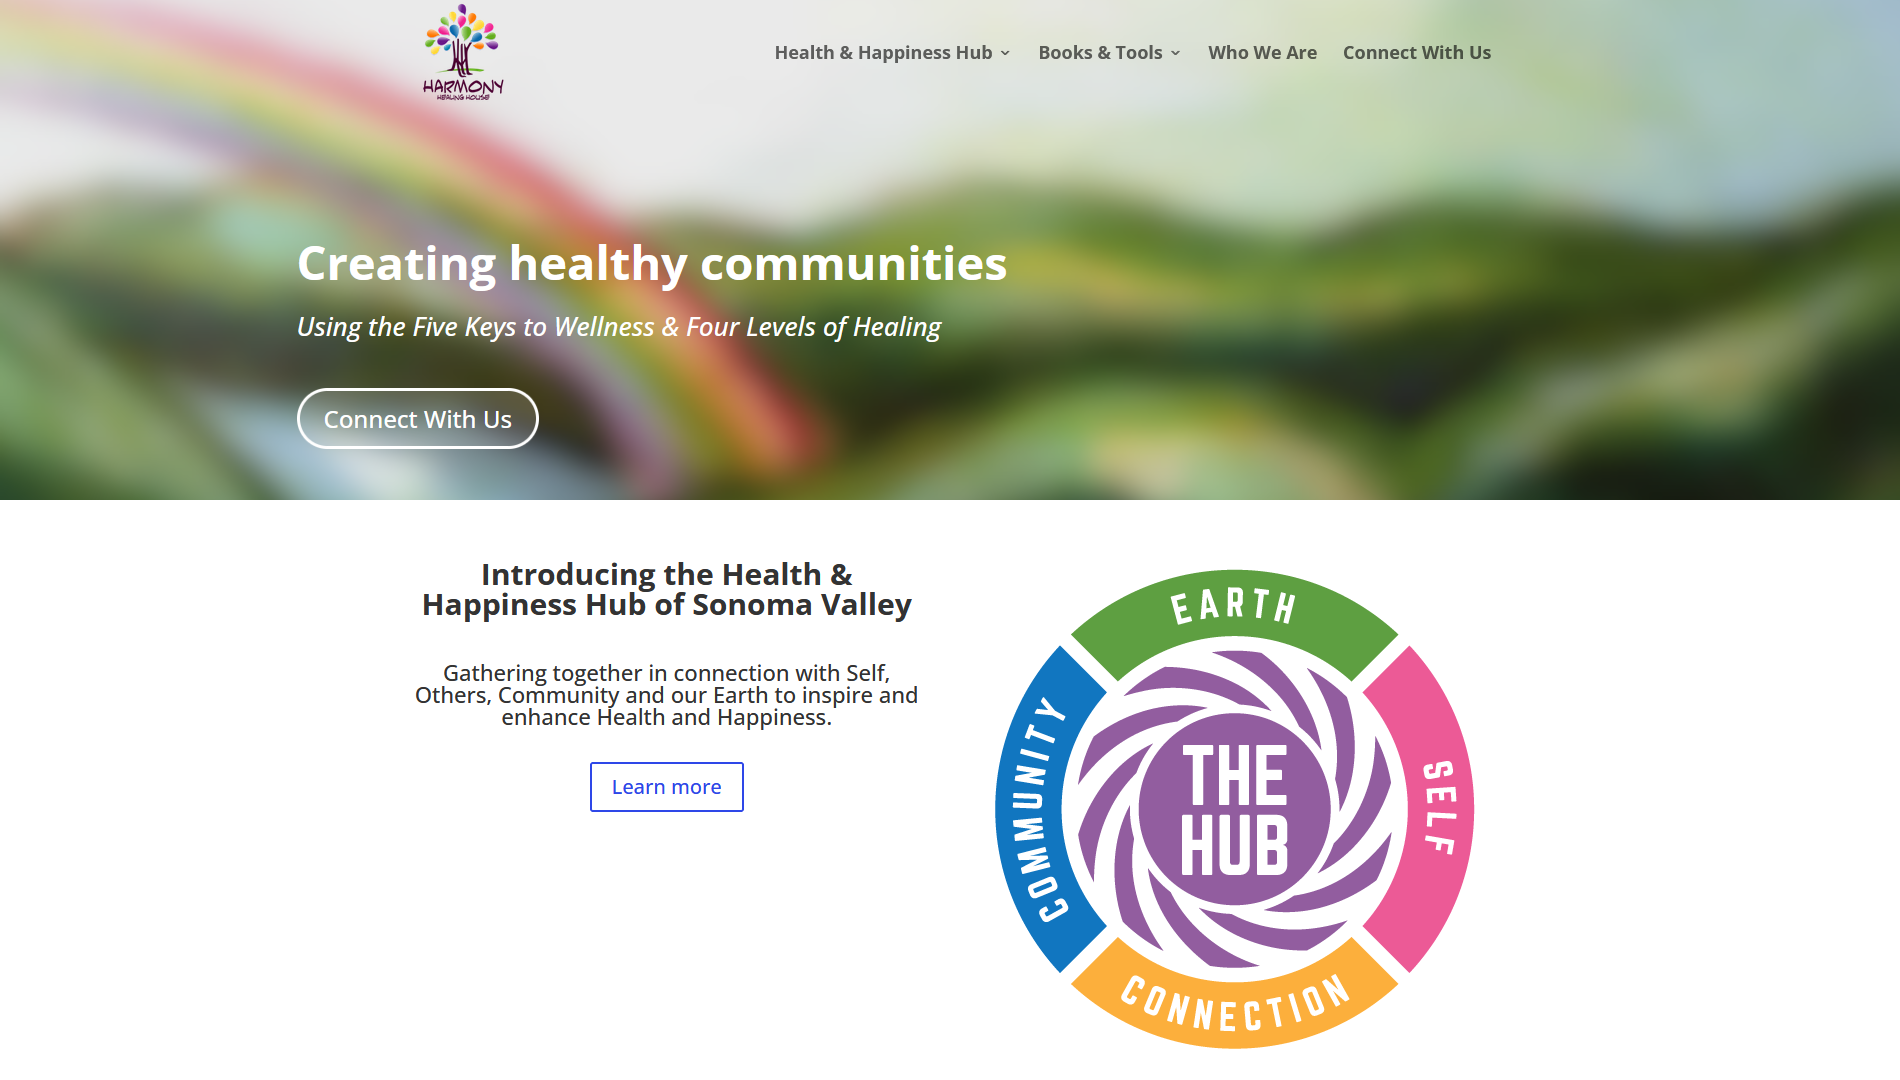 HARMONY
HEALING HOUSE
Health & Happiness Hub
Books & Tools
Who We Are
Connect With Us
Creating healthy communities
Using the Five Keys to Wellness & Four Levels of Healing
Connect With Us
Introducing the Health &
Happiness Hub of Sonoma Valley
Gathering together in connection with Self,
Others, Community and our Earth to inspire and
enhance Health and Happiness.
Learn more
EARTH
COMMUNITY
THE
HUB
SELF
CONNECTION